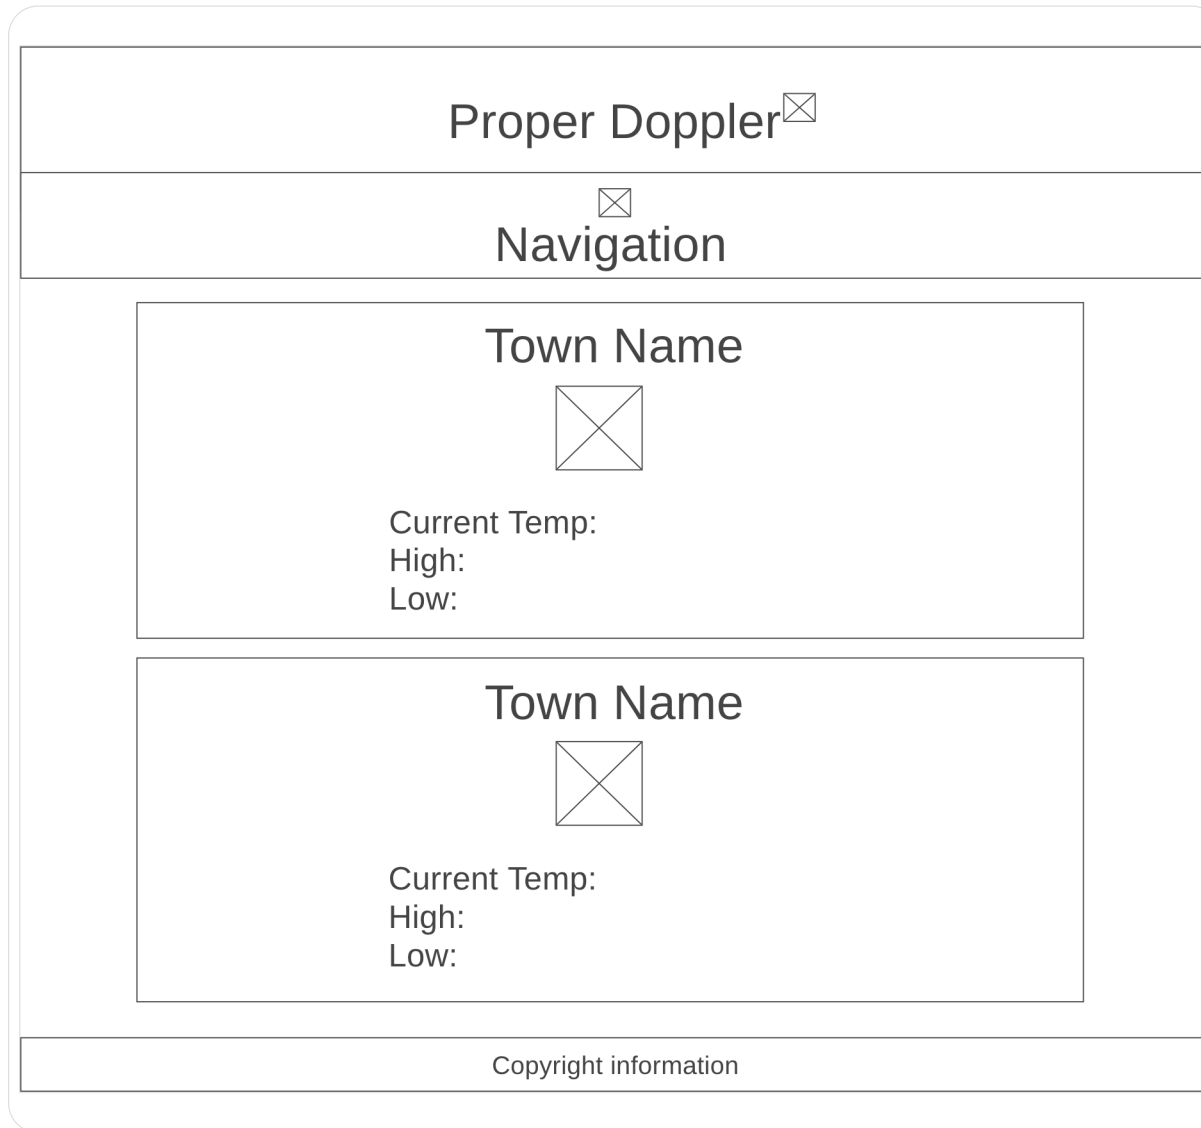 Proper Doppler
Navigation
Town Name
Current Temp:
High:
Low:
Town Name
Current Temp:
High:
Low:
Copyright information